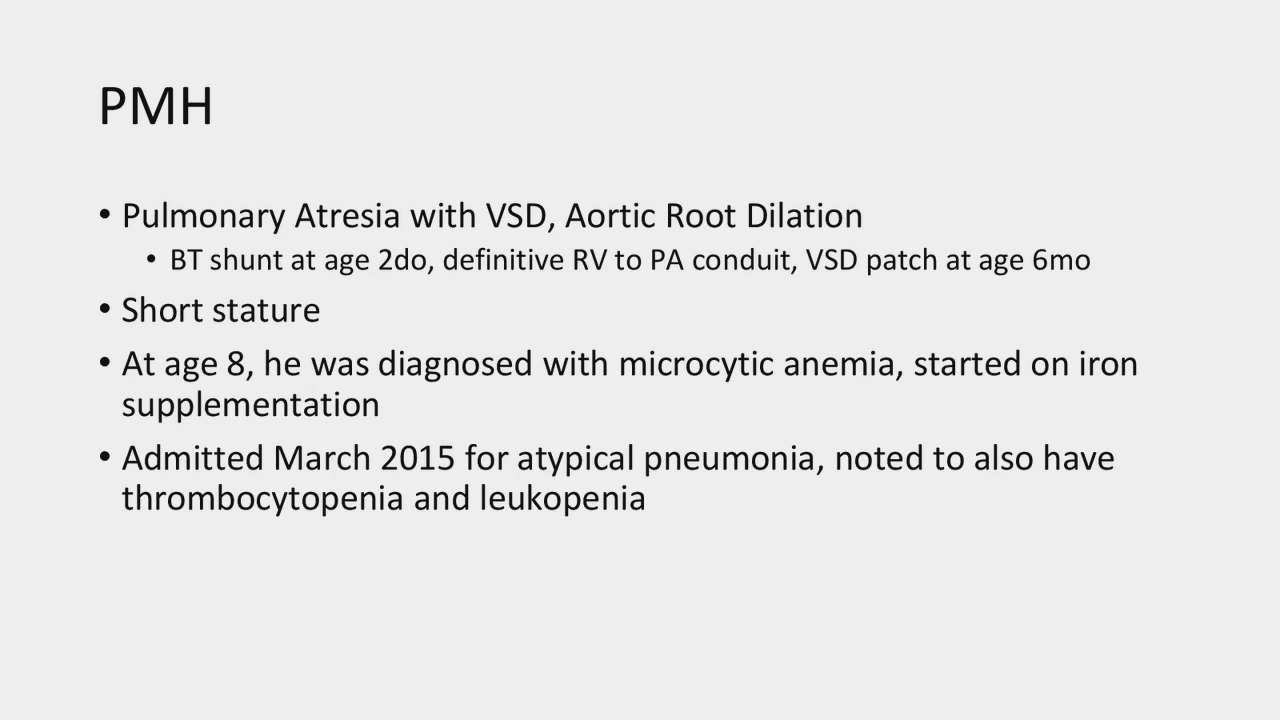 PMH
• Pulmonary Atresia with VSD, Aortic Root Dilation
• BT shunt at age 2do, definitive RV to PA conduit, VSD patch at age 6mo
• Short stature
• At age 8, he was diagnosed with microcytic anemia, started on iron
supplementation
• Admitted March 2015 for atypical pneumonia, noted to also have
thrombocytopenia and leukopenia